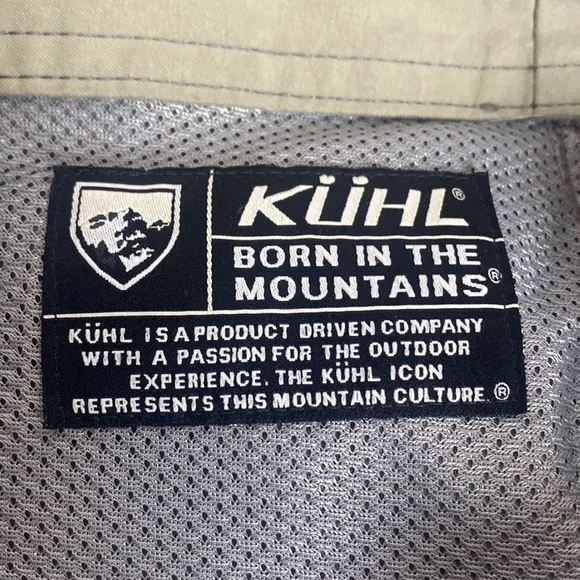 KÜHL®
BORN IN THE
MOUNTAINS®
KÜHL IS A PRODUCT DRIVEN COMPANY
WITH A PASSION FOR THE OUTDOOR
EXPERIENCE. THE KÜHL ICON
REPRESENTS THIS MOUNTAIN CULTURE.®